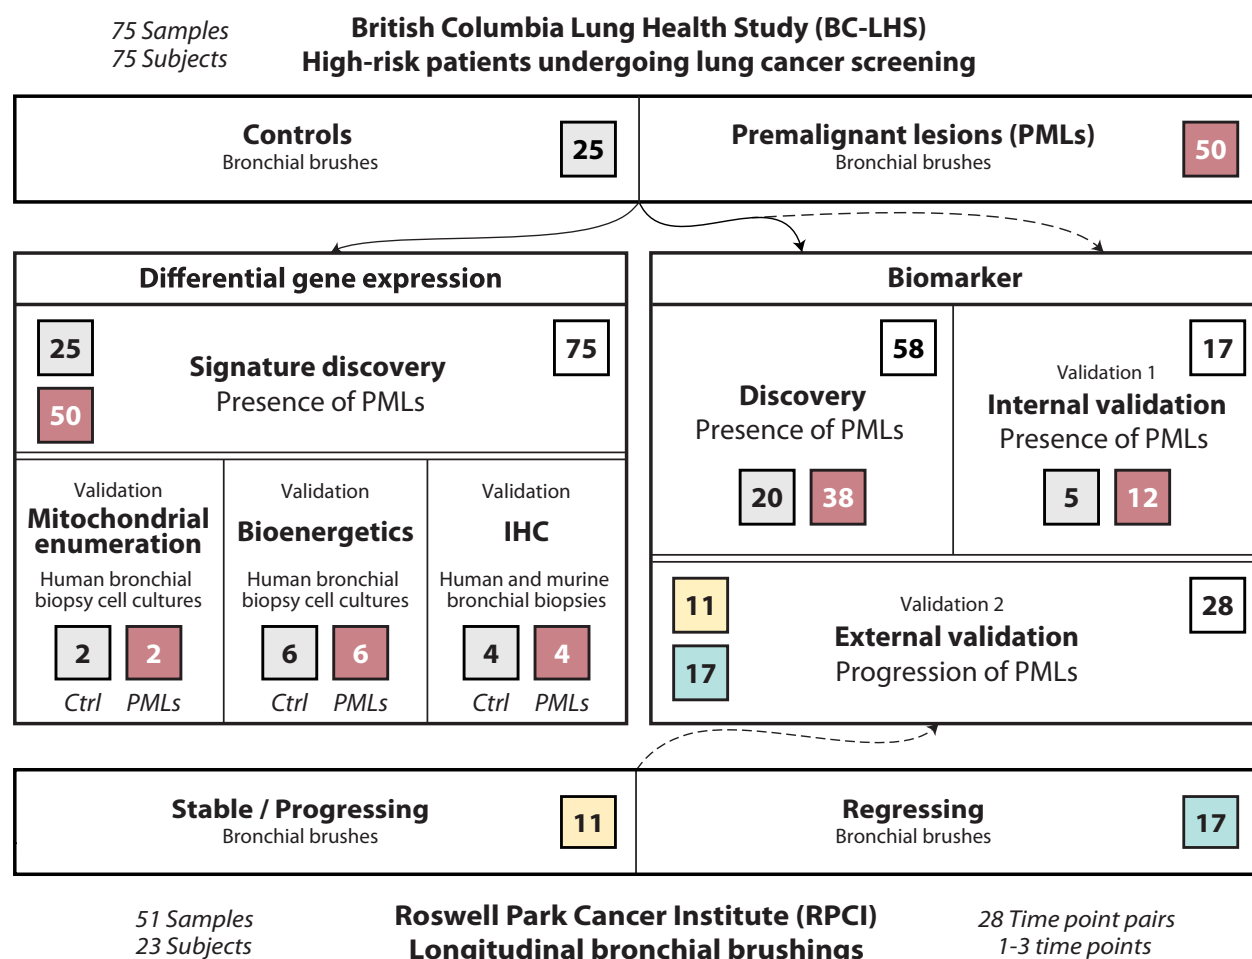 75 Samples
75 Subjects
British Columbia Lung Health Study (BC-LHS)
High-risk patients undergoing lung cancer screening
Controls
Bronchial brushes
25
Premalignant lesions (PMLs)
Bronchial brushes
50
Differential gene expression
25
50
Signature discovery
Presence of PMLs
75
Validation
Mitochondrial
enumeration
Human bronchial
biopsy cell cultures
2
2
Ctrl
PMLs
Validation
Bioenergetics
Human bronchial
biopsy cell cultures
6
6
Ctrl
PMLs
Validation
IHC
Human and murine
bronchial biopsies
4
4
Ctrl
PMLs
Biomarker
58
Discovery
Presence of PMLs
20
38
17
Validation 1
Internal validation
Presence of PMLs
5
12
11
17
Validation 2
External validation
Progression of PMLs
28
Stable / Progressing
Bronchial brushes
11
Regressing
Bronchial brushes
17
51 Samples
23 Subjects
Roswell Park Cancer Institute (RPCI)
Longitudinal bronchial brushings
28 Time point pairs
1-3 time points